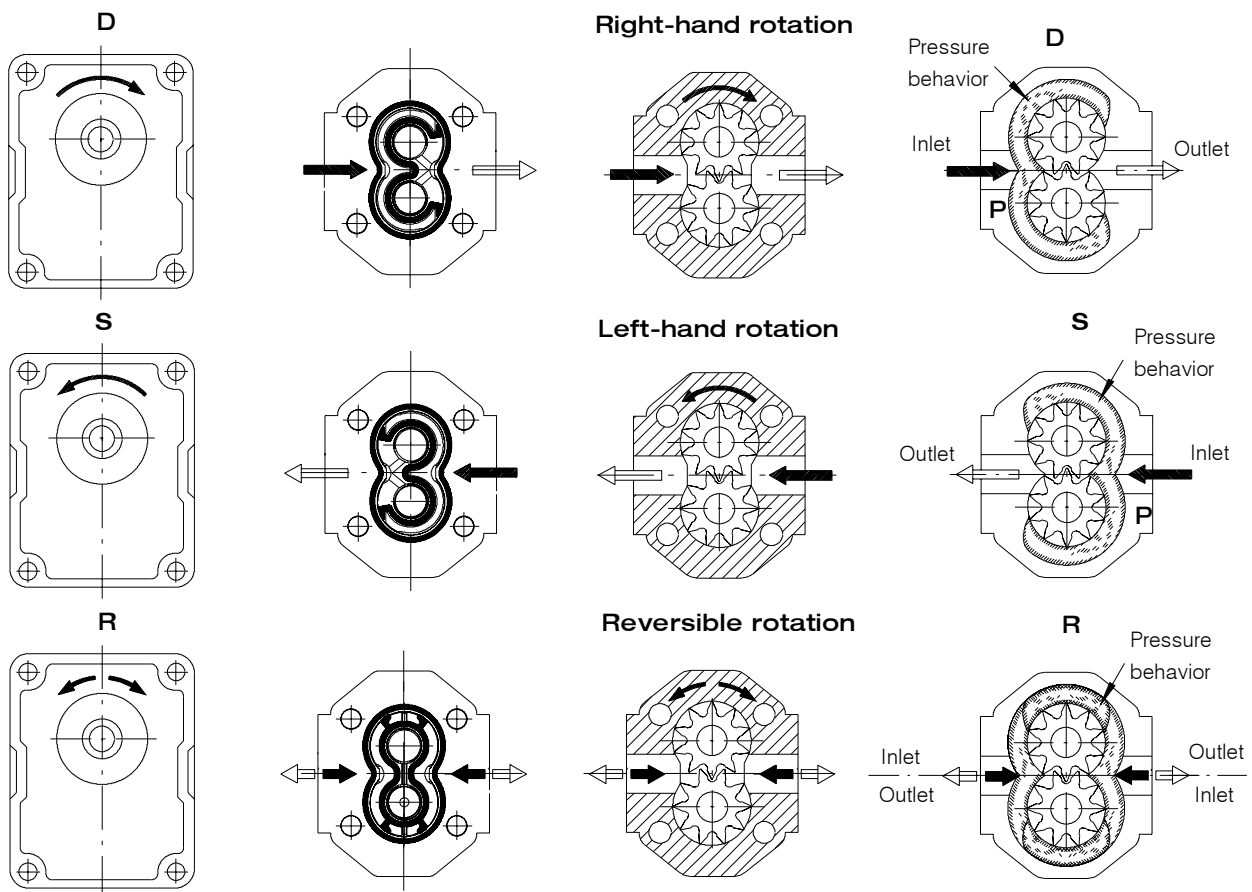 D
Right-hand rotation
D
Pressure
behavior
Inlet
Outlet
P
S
Left-hand rotation
S
Pressure
behavior
Outlet
Inlet
P
R
Reversible rotation
R
Pressure
behavior
Inlet
Outlet
Outlet
Inlet